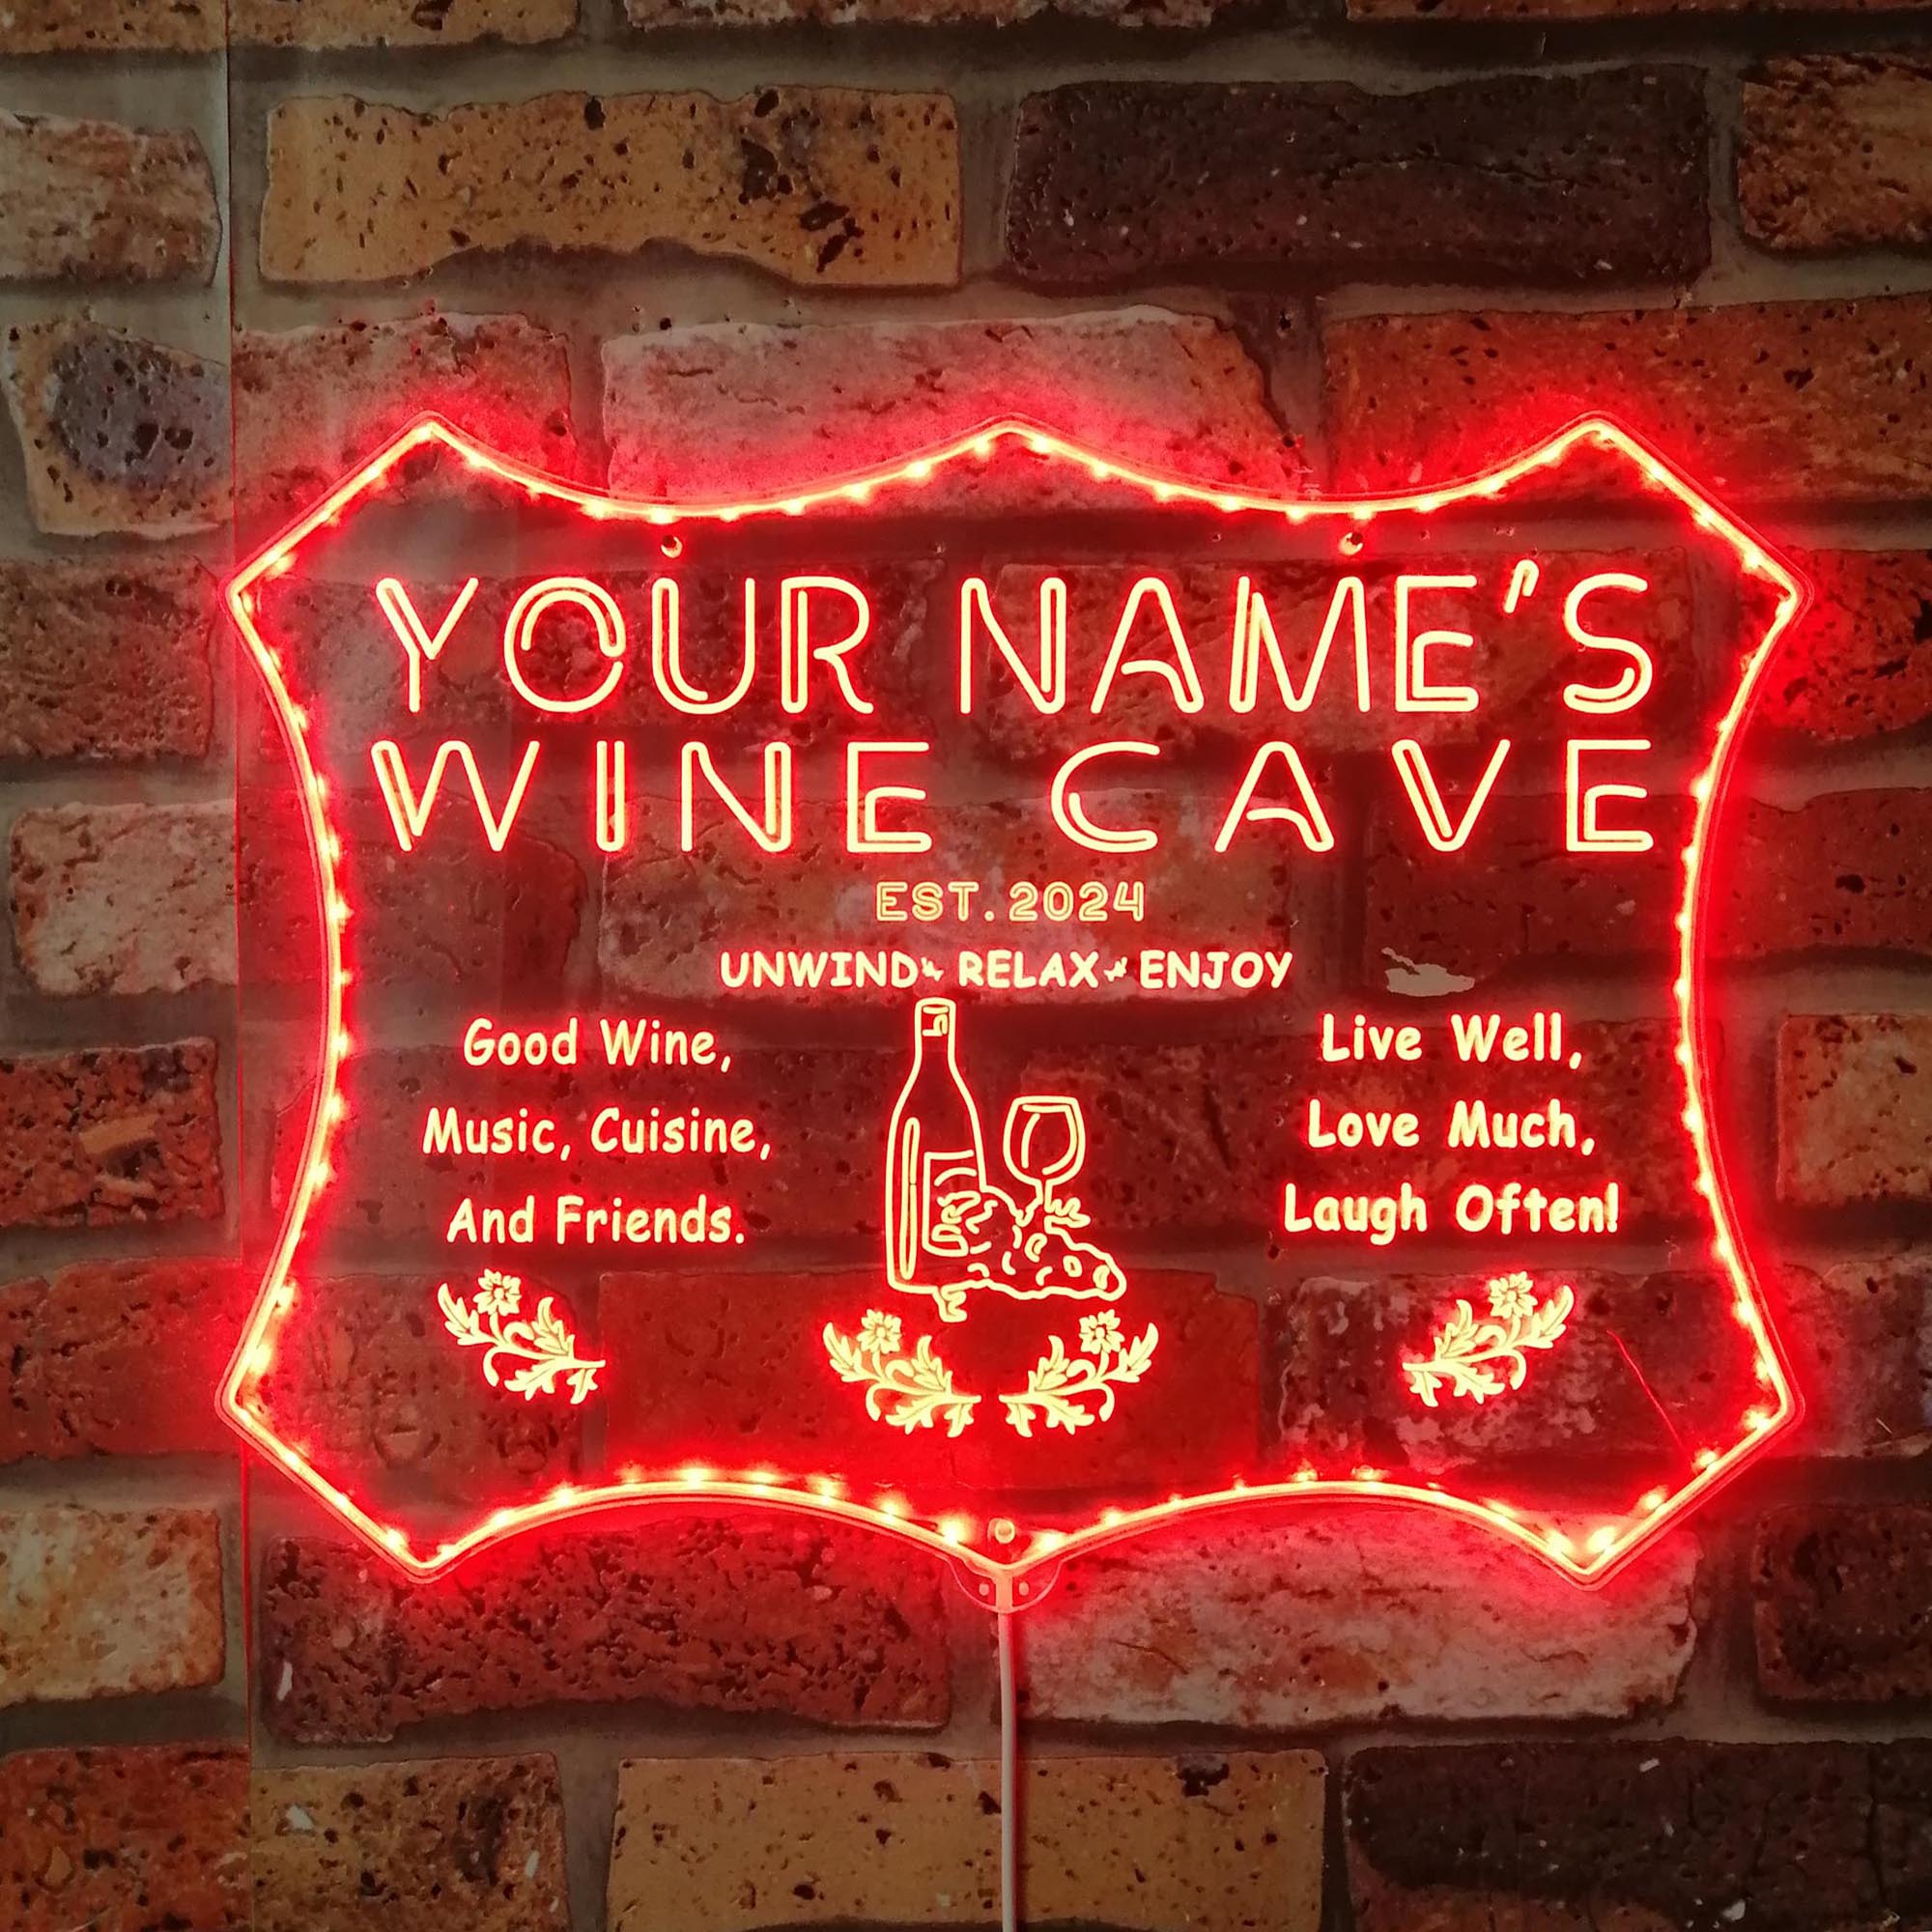 YOUR NAME'S
WINE CAVE
EST. 2024
UNWIND RELAX ENJOY
Good Wine,
Music, Cuisine,
And Friends.
Live Well,
Love Much,
Laugh Often!